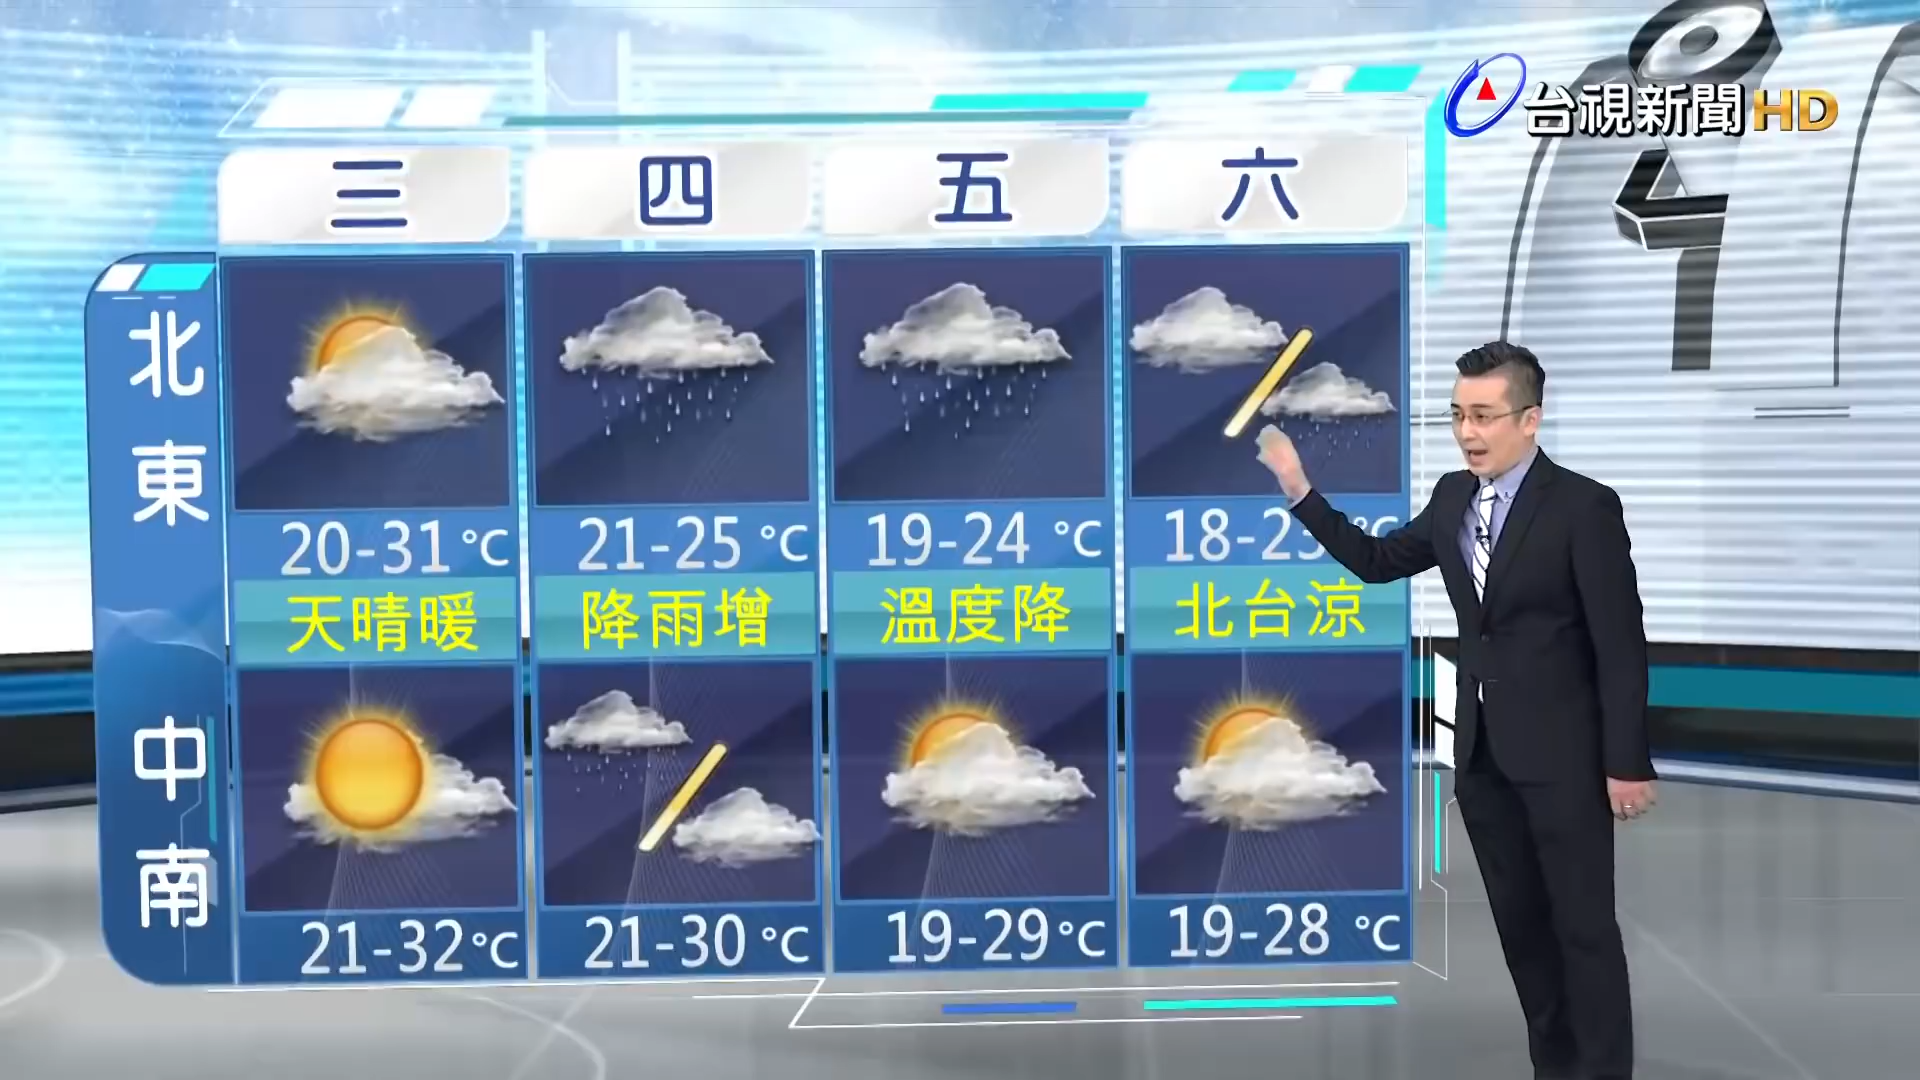 台視新聞HD
4
三 四 五 六
北東
20-31℃ 21-25℃ 19-24℃ 18-23℃
天晴暖 降雨增 溫度降 北台涼
中南
21-32℃ 21-30℃ 19-29℃ 19-28℃